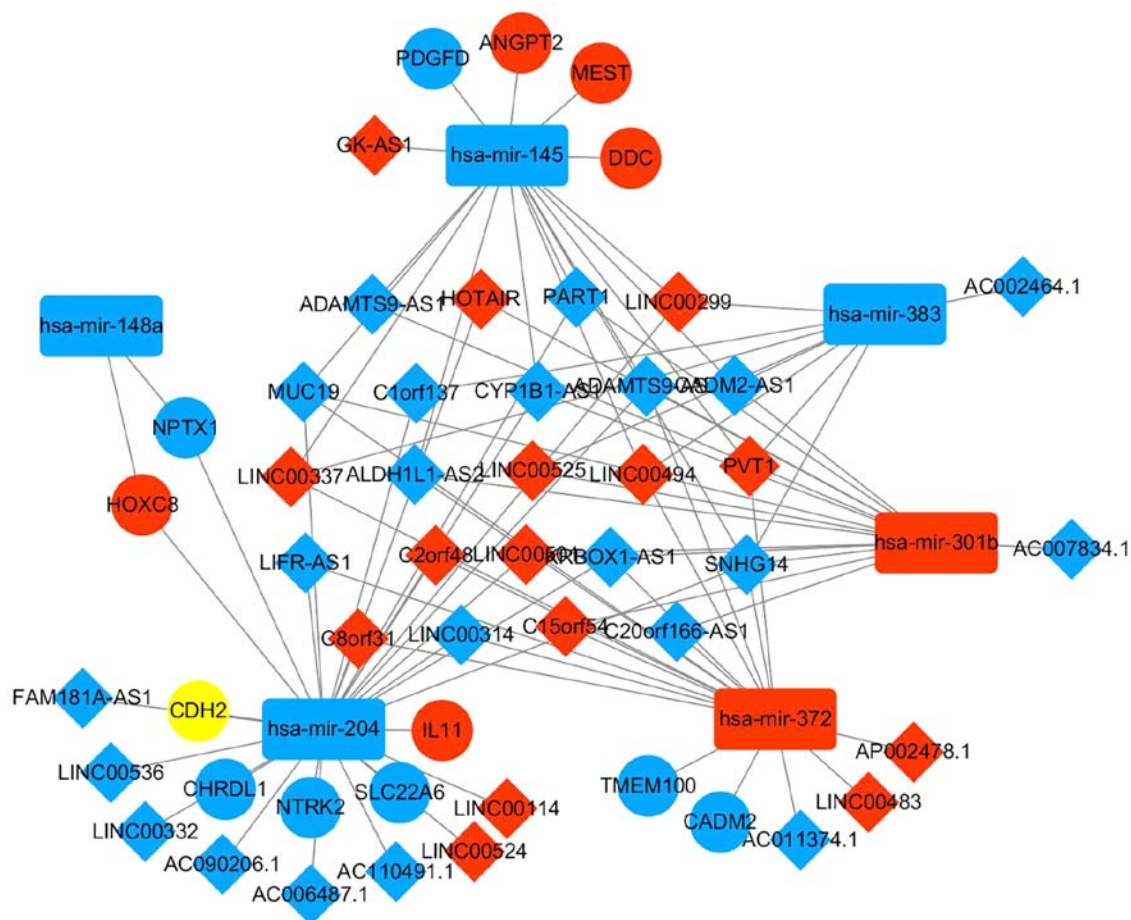 PDGFD
ANGPT2
MEST
GK-AS1
hsa-mir-145
DDC
ADAMTS9-AS1
HOTAIR
PART1
LINC00299
AC002464.1
hsa-mir-383
hsa-mir-148a
MUC19
C1orf137
CYP1B1-AS1
CADM2-AS1
NPTX1
LINC00337
ALDH1L1-AS2
LINC00525
LINC00494
PVT1
HOXC8
LIFR-AS1
C2orf48
SNHG14
hsa-mir-301b
AC007834.1
C8orf31
LINC00314
C15orf54
C20orf166-AS1
FAM181A-AS1
CDH2
hsa-mir-204
IL11
hsa-mir-372
AP002478.1
LINC00536
CHRDL1
NTRK2
SLC22A6
LINC00114
TMEM100
CADM2
LINC00483
LINC00332
AC090206.1
AC006487.1
AC110491.1
LINC00524
AC011374.1